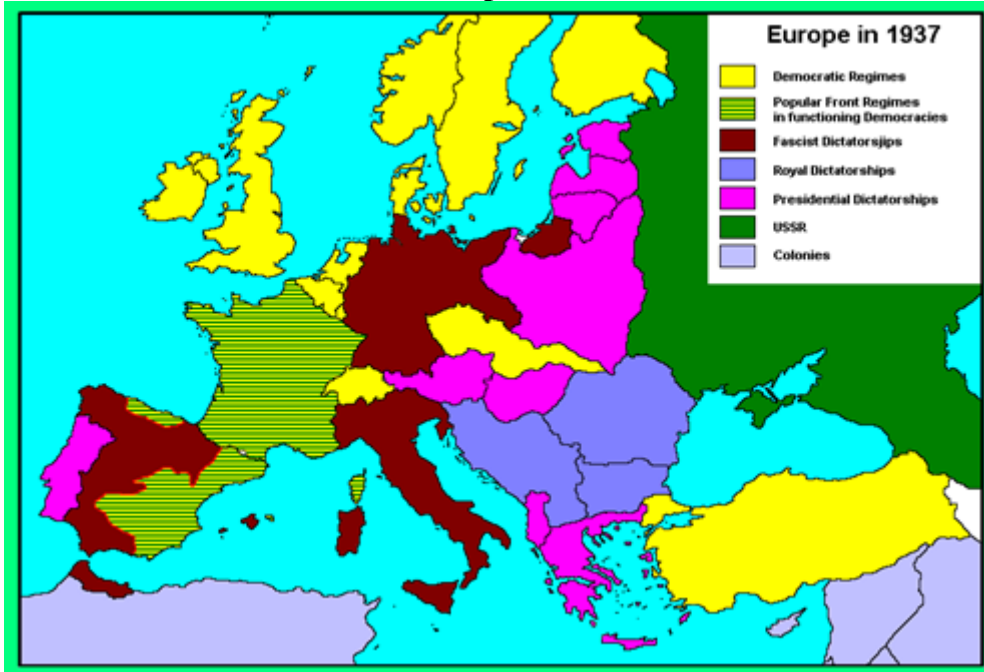 Europe in 1937
Democratic Regimes
Popular Front Regimes
in functioning Democracies
Fascist Dictatorsjips
Royal Dictatorships
Presidential Dictatorships
USSR
Colonies